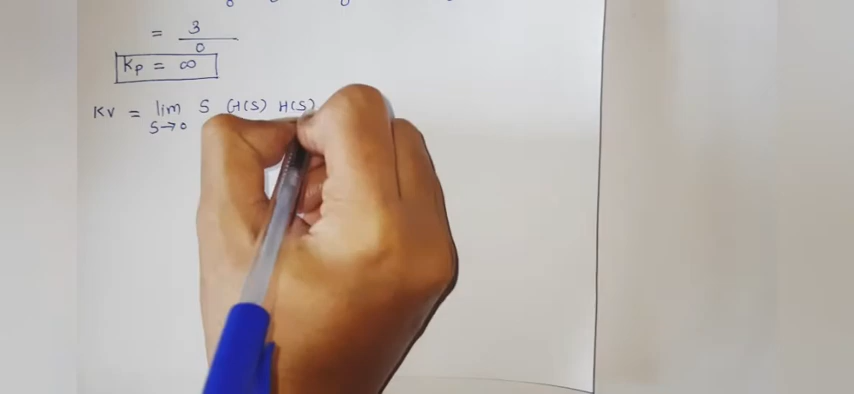 = 3
0
Kp = ∞
Kv = lim S (H(S) H(S)
S→0